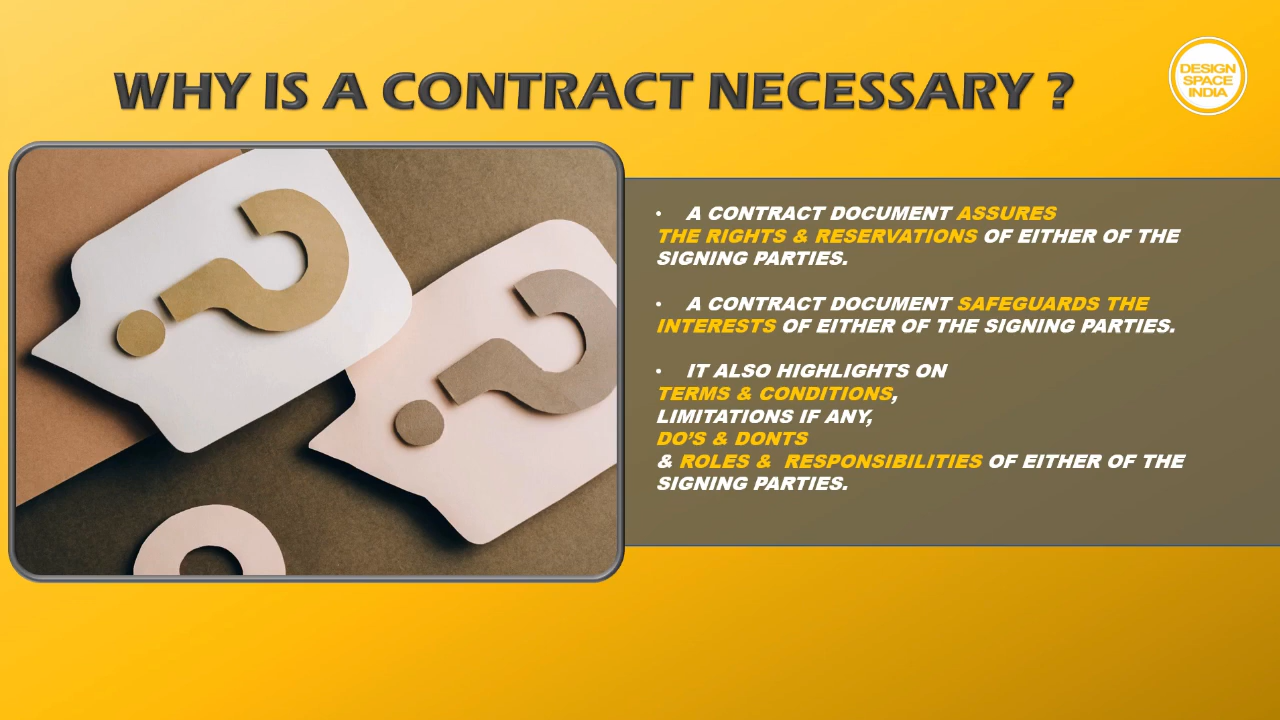 WHY IS A CONTRACT NECESSARY ?
DESIGN
SPACE
INDIA
• A CONTRACT DOCUMENT ASSURES
THE RIGHTS & RESERVATIONS OF EITHER OF THE
SIGNING PARTIES.
• A CONTRACT DOCUMENT SAFEGUARDS THE
INTERESTS OF EITHER OF THE SIGNING PARTIES.
• IT ALSO HIGHLIGHTS ON
TERMS & CONDITIONS,
LIMITATIONS IF ANY,
DO’S & DONTS
& ROLES &  RESPONSIBILITIES OF EITHER OF THE
SIGNING PARTIES.
?
?